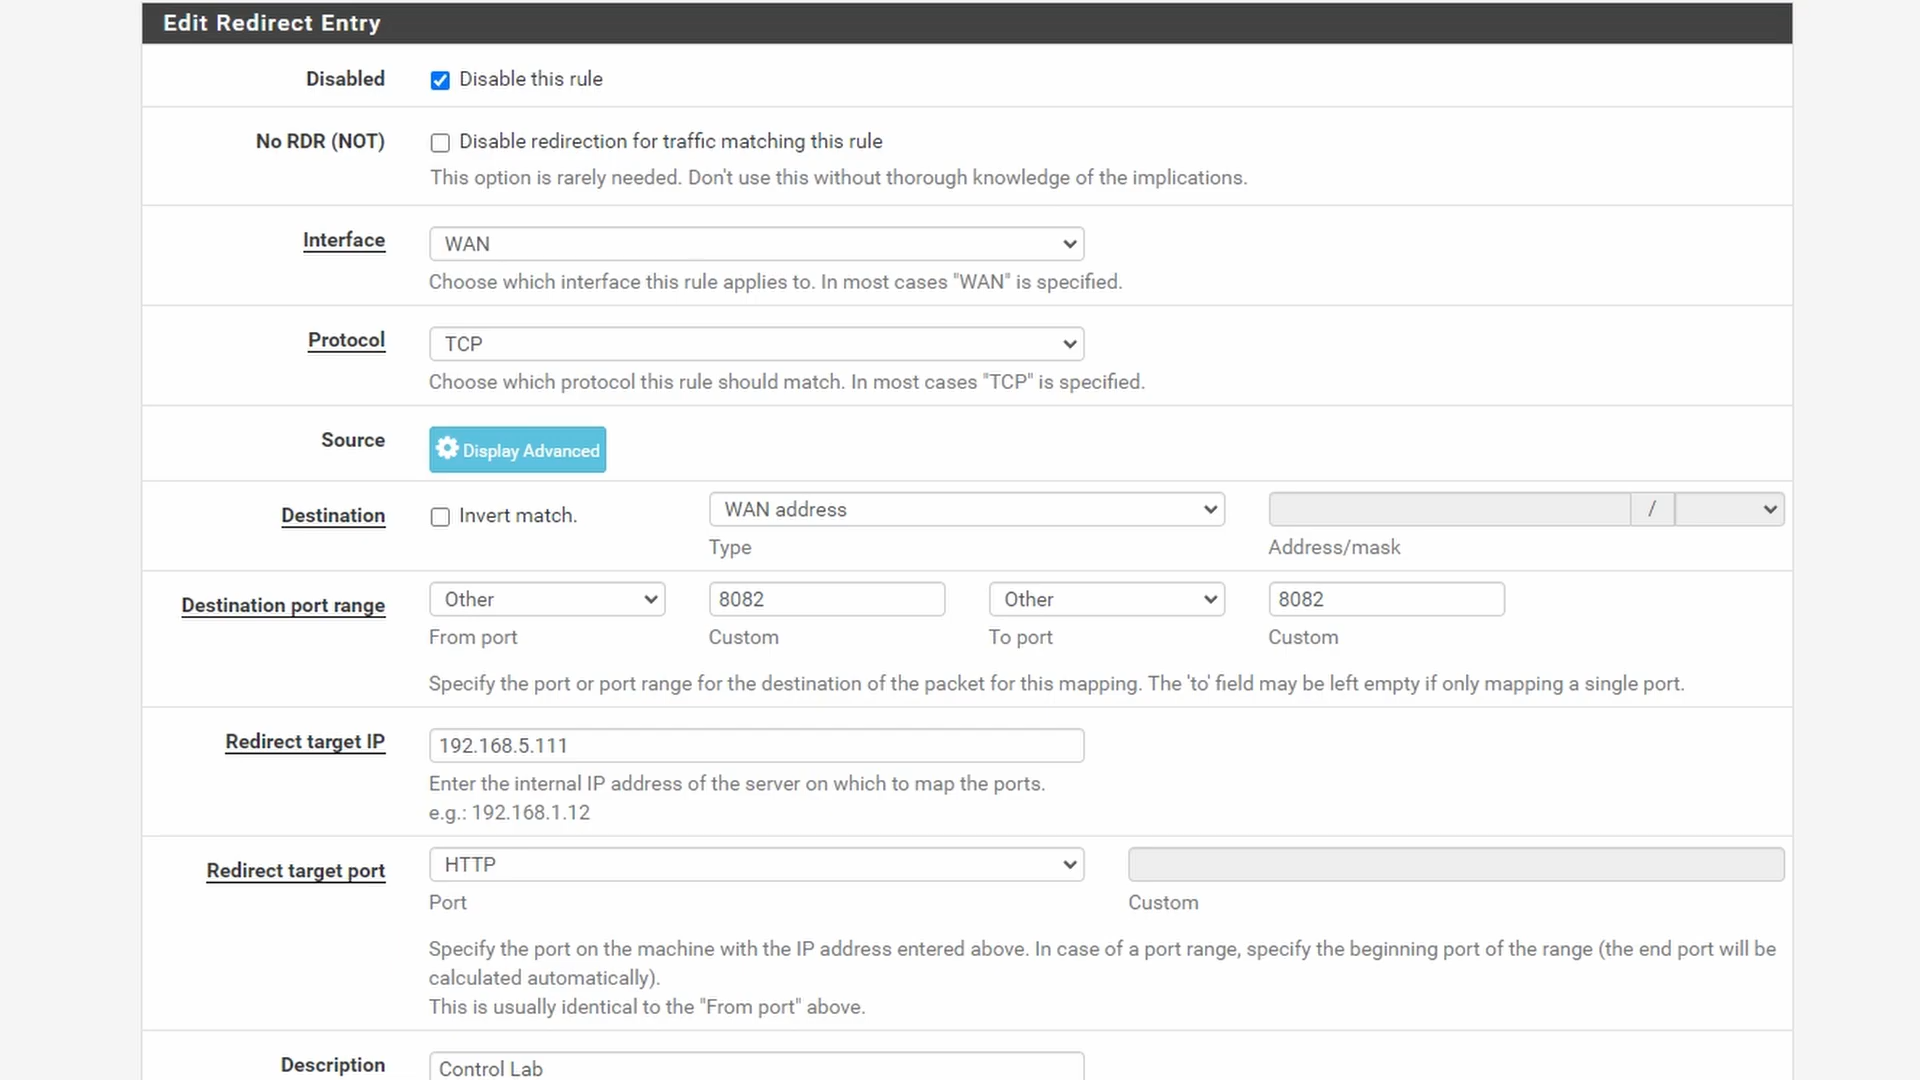 Edit Redirect Entry
Disabled
Disable this rule
No RDR (NOT)
Disable redirection for traffic matching this rule
This option is rarely needed. Don't use this without thorough knowledge of the implications.
Interface
WAN
Choose which interface this rule applies to. In most cases "WAN" is specified.
Protocol
TCP
Choose which protocol this rule should match. In most cases "TCP" is specified.
Source
Display Advanced
Destination
Invert match.
WAN address
/
Type
Address/mask
Destination port range
Other
8082
Other
8082
From port
Custom
To port
Custom
Specify the port or port range for the destination of the packet for this mapping. The 'to' field may be left empty if only mapping a single port.
Redirect target IP
192.168.5.111
Enter the internal IP address of the server on which to map the ports.
e.g.: 192.168.1.12
Redirect target port
HTTP
Port
Custom
Specify the port on the machine with the IP address entered above. In case of a port range, specify the beginning port of the range (the end port will be
calculated automatically).
This is usually identical to the "From port" above.
Description
Control Lab